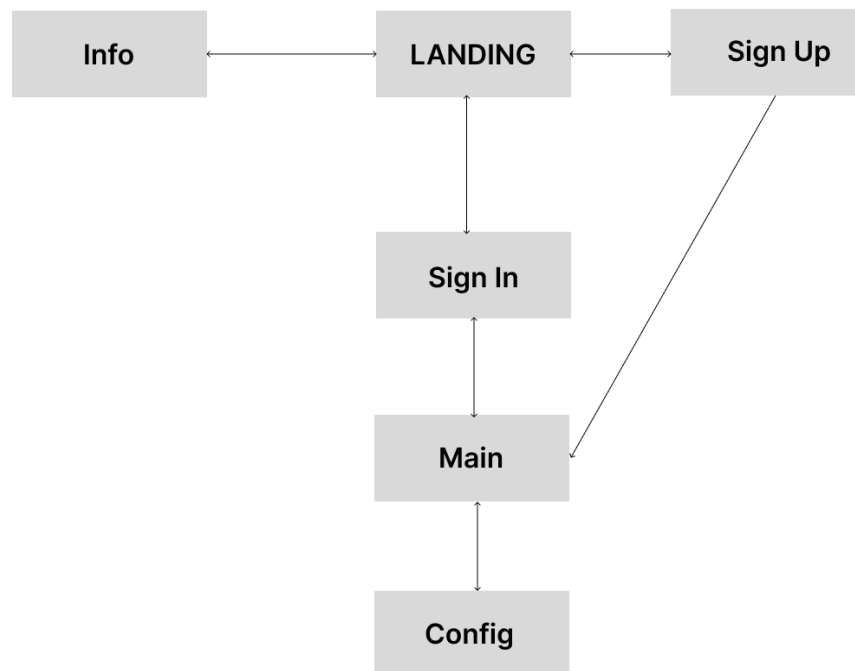 Info
LANDING
Sign Up
Sign In
Main
Config